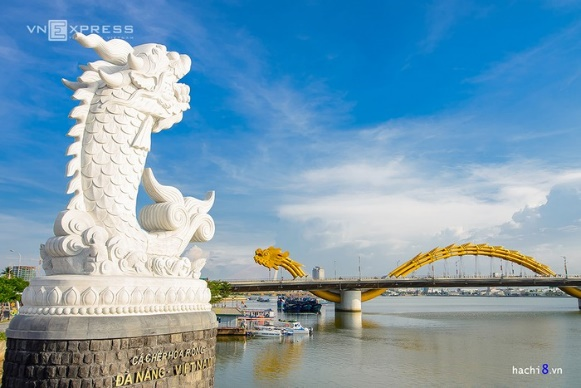 VNEXPRESS
CÁ CHÉP HÓA RỒNG
ĐÀ NẴNG - VIỆT NAM
hachi8.vn